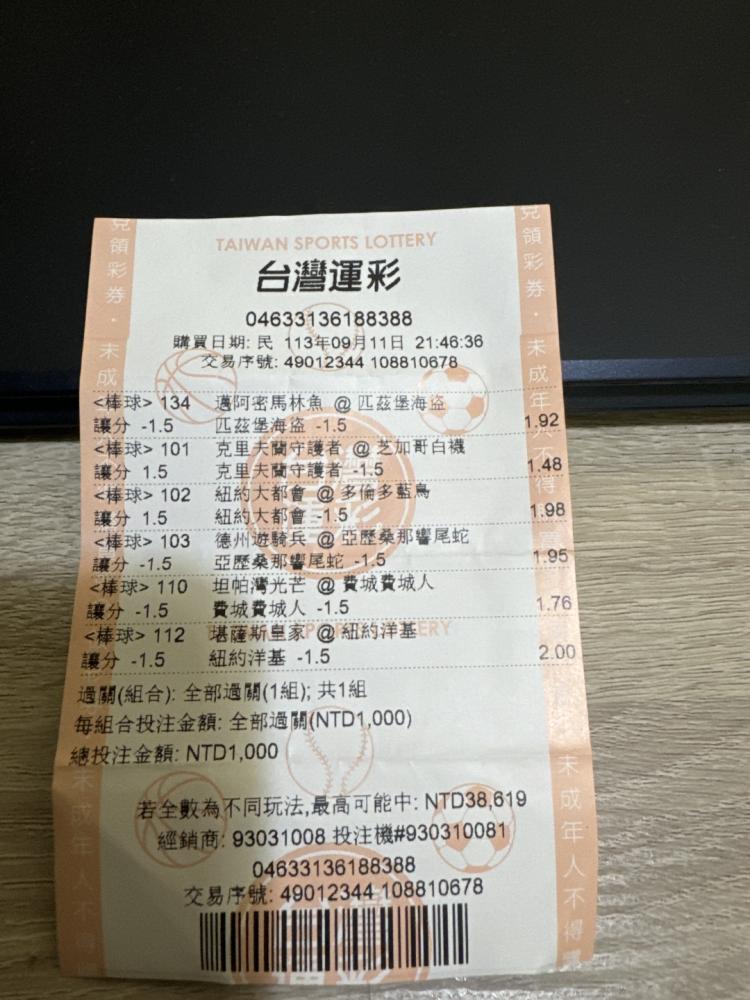 TAIWAN SPORTS LOTTERY
台灣運彩
04633136188388
購買日期: 民 113年09月11日 21:46:36
交易序號: 49012344 108810678
<棒球> 134 邁阿密馬林魚 @ 匹茲堡海盜
讓分 -1.5 匹茲堡海盜 -1.5 1.92
<棒球> 101 克里夫蘭守護者 @ 芝加哥白襪
讓分 1.5 克里夫蘭守護者 -1.5 1.48
<棒球> 102 紐約大都會 @ 多倫多藍鳥
讓分 1.5 紐約大都會 -1.5 1.98
<棒球> 103 德州遊騎兵 @ 亞歷桑那響尾蛇
讓分 -1.5 亞歷桑那響尾蛇 -1.5 1.95
<棒球> 110 坦帕灣光芒 @ 費城費城人
讓分 -1.5 費城費城人 -1.5 1.76
<棒球> 112 堪薩斯皇家 @ 紐約洋基
讓分 -1.5 紐約洋基 -1.5 2.00
過關(組合): 全部過關(1組); 共1組
每組合投注金額: 全部過關(NTD1,000)
總投注金額: NTD1,000
若全數為不同玩法,最高可能中: NTD38,619
經銷商: 93031008 投注機#930310081
04633136188388
交易序號: 49012344 108810678
兌領彩券·未成
未成年人不得
兌領彩券·未成年人不得
未成年人不得購